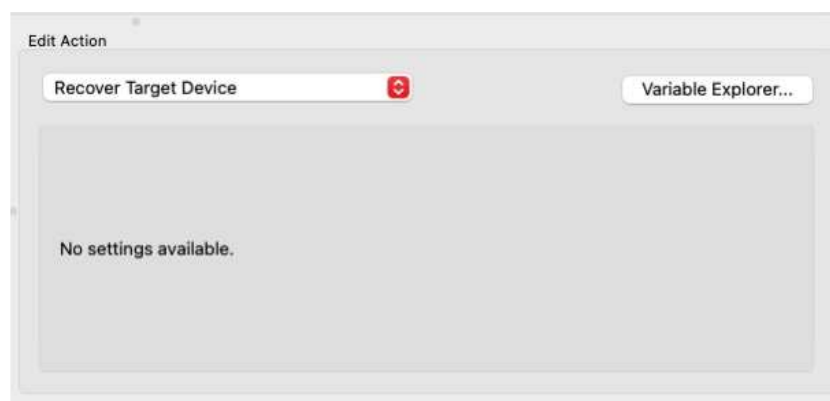 Edit Action
Recover Target Device
Variable Explorer...
No settings available.